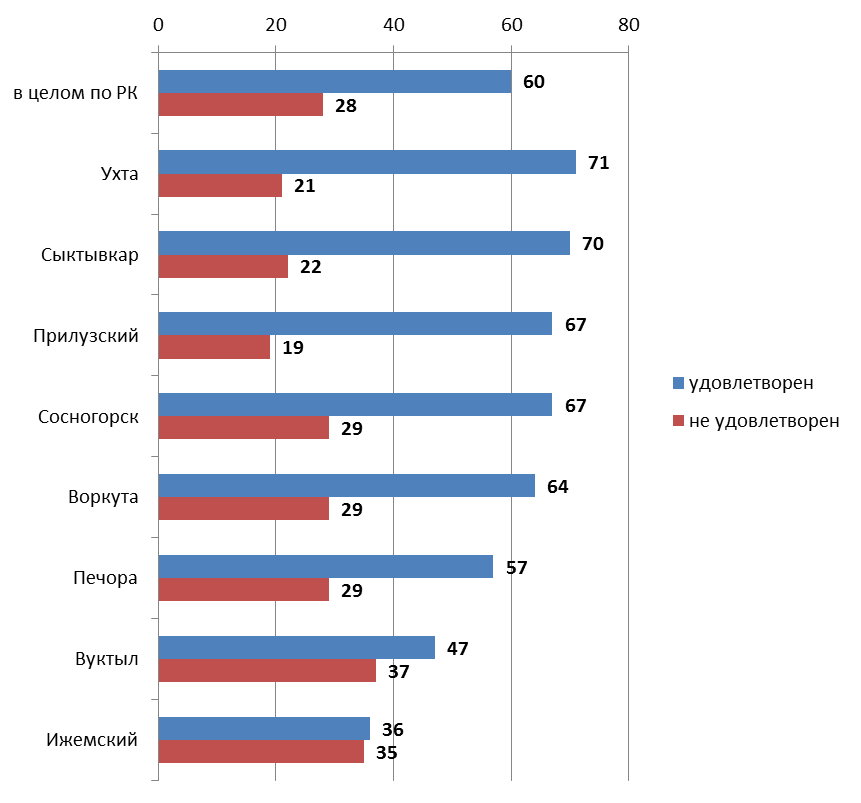 0 20 40 60 80
в целом по РК 60
28
Ухта 71
21
Сыктывкар 70
22
Прилузский 67
19
Сосногорск 67
29
Воркута 64
29
Печора 57
29
Вуктыл 47
37
Ижемский 36
35
удовлетворен
не удовлетворен